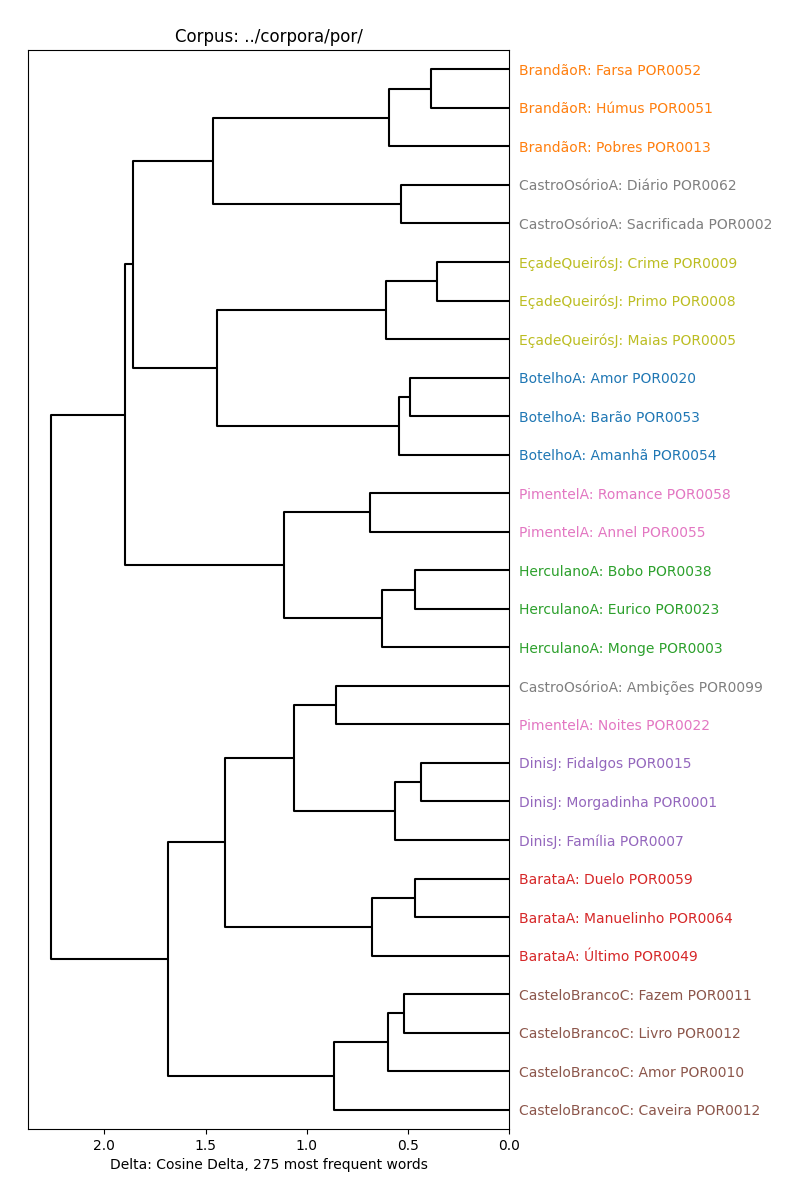 Corpus: ../corpora/por/
BrandãoR: Farsa POR0052
BrandãoR: Húmus POR0051
BrandãoR: Pobres POR0013
CastroOsórioA: Diário POR0062
CastroOsórioA: Sacrificada POR0002
EçadeQueirósJ: Crime POR0009
EçadeQueirósJ: Primo POR0008
EçadeQueirósJ: Maias POR0005
BotelhoA: Amor POR0020
BotelhoA: Barão POR0053
BotelhoA: Amanhã POR0054
PimentelA: Romance POR0058
PimentelA: Annel POR0055
HerculanoA: Bobo POR0038
HerculanoA: Eurico POR0023
HerculanoA: Monge POR0003
CastroOsórioA: Ambições POR0099
PimentelA: Noites POR0022
DinisJ: Fidalgos POR0015
DinisJ: Morgadinha POR0001
DinisJ: Família POR0007
BarataA: Duelo POR0059
BarataA: Manuelinho POR0064
BarataA: Último POR0049
CasteloBrancoC: Fazem POR0011
CasteloBrancoC: Livro POR0012
CasteloBrancoC: Amor POR0010
CasteloBrancoC: Caveira POR0012
2.0 1.5 1.0 0.5 0.0
Delta: Cosine Delta, 275 most frequent words